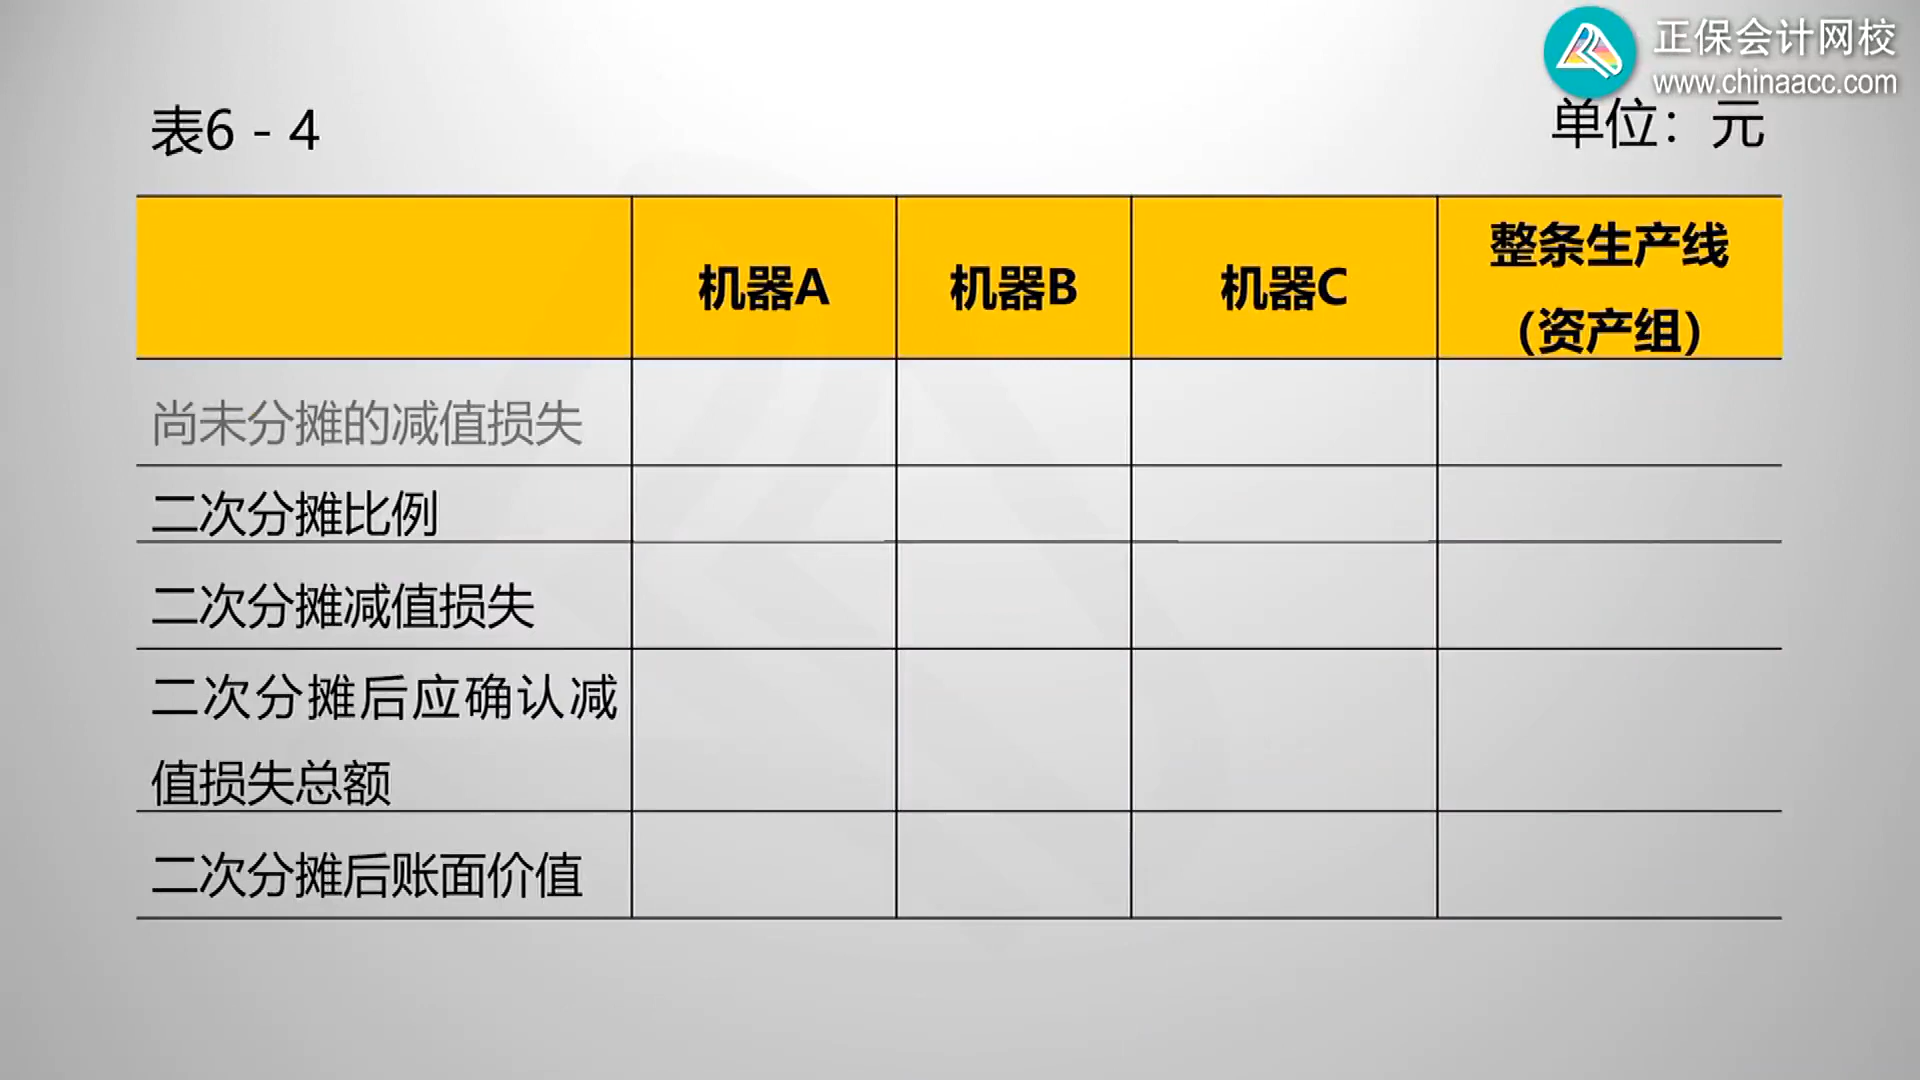 正保会计网校
www.chinaacc.com
表6-4
单位：元
机器A
机器B
机器C
整条生产线
(资产组)
尚未分摊的减值损失
二次分摊比例
二次分摊减值损失
二次分摊后应确认减
值损失总额
二次分摊后账面价值